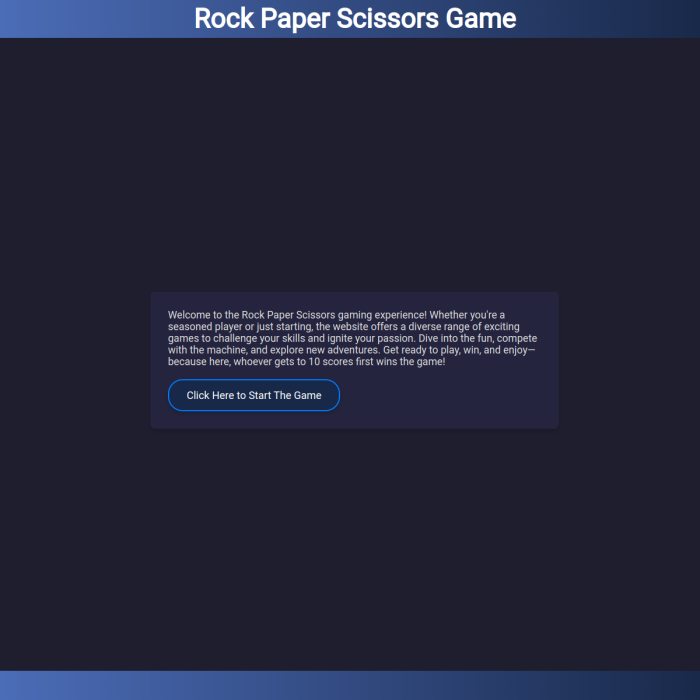 Rock Paper Scissors Game
Welcome to the Rock Paper Scissors gaming experience! Whether you're a
seasoned player or just starting, the website offers a diverse range of exciting
games to challenge your skills and ignite your passion. Dive into the fun, compete
with the machine, and explore new adventures. Get ready to play, win, and enjoy—
because here, whoever gets to 10 scores first wins the game!
Click Here to Start The Game